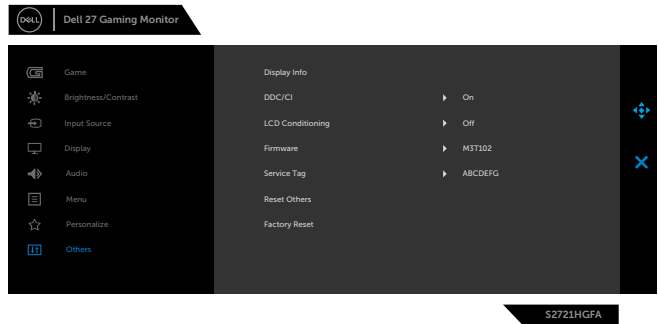 DELL Dell 27 Gaming Monitor
Game Display Info
Brightness/Contrast DDC/CI On
Input Source LCD Conditioning Off
Display Firmware M3T102
Audio Service Tag ABCDEFG
Menu Reset Others
Personalize Factory Reset
Others
S2721HGFA